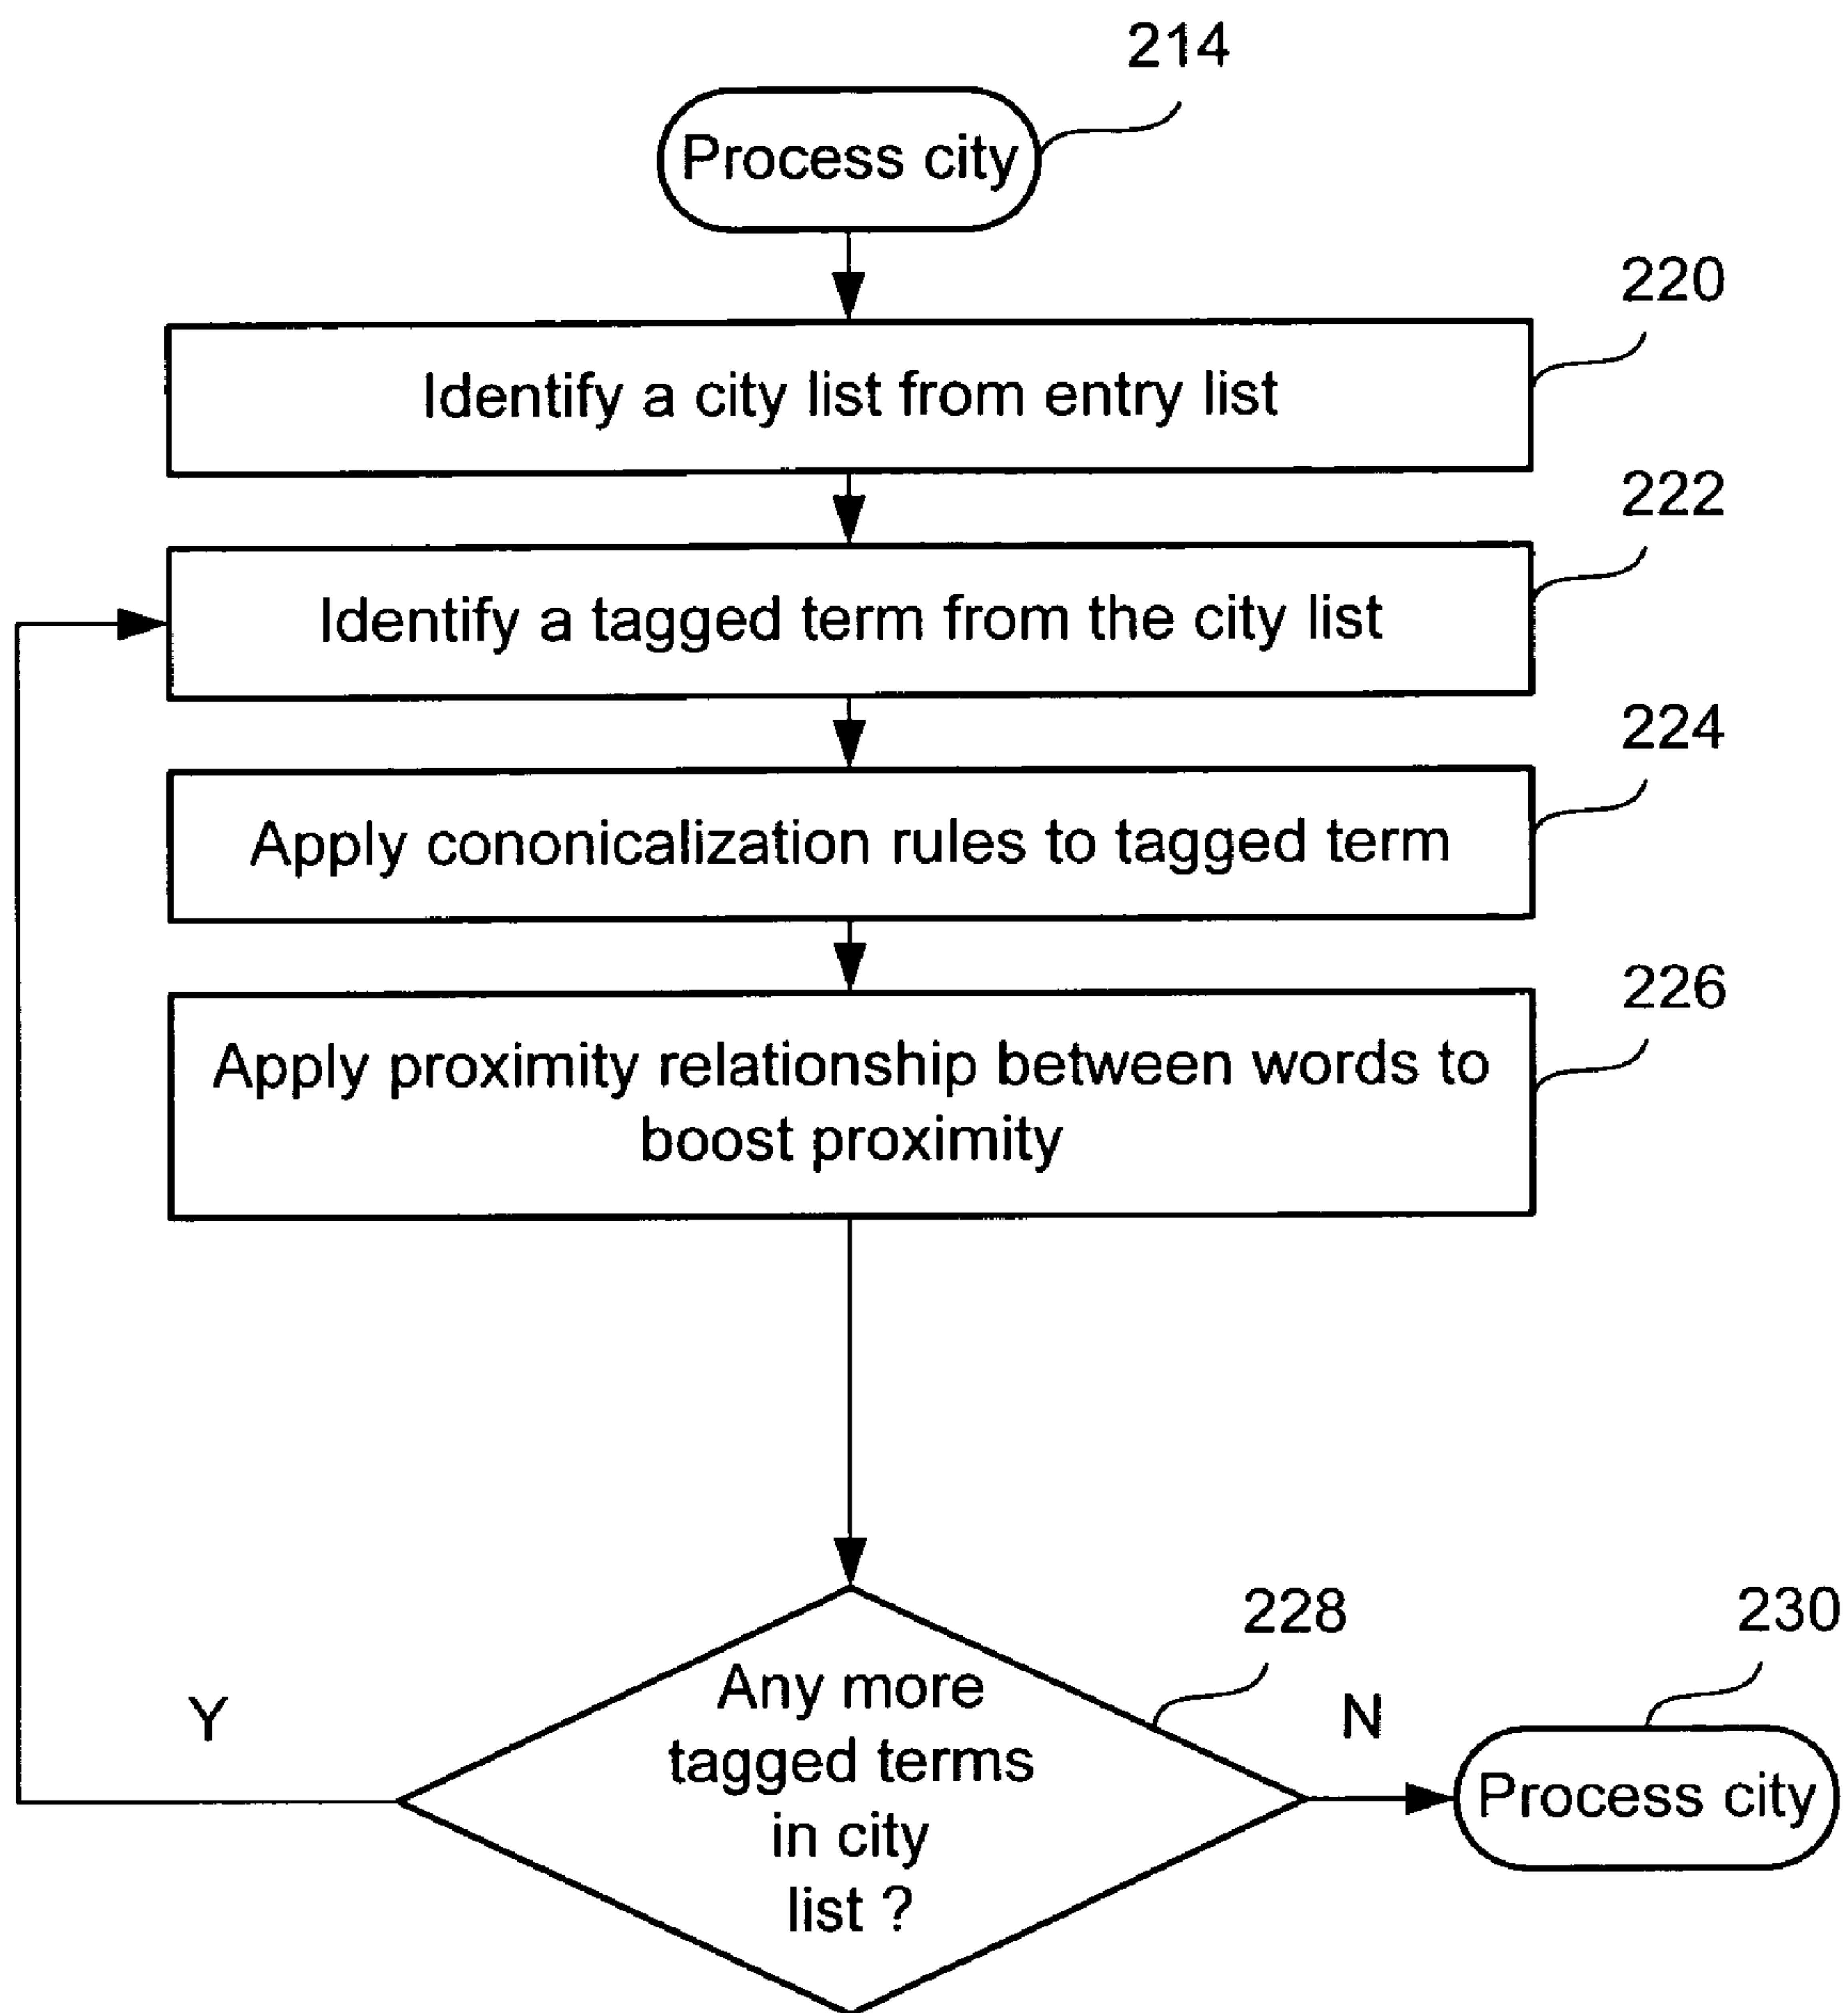 214
Process city
220
Identify a city list from entry list
222
Identify a tagged term from the city list
224
Apply cononicalization rules to tagged term
226
Apply proximity relationship between words to
boost proximity
228
Any more
tagged terms
in city
list ?
Y
N
230
Process city